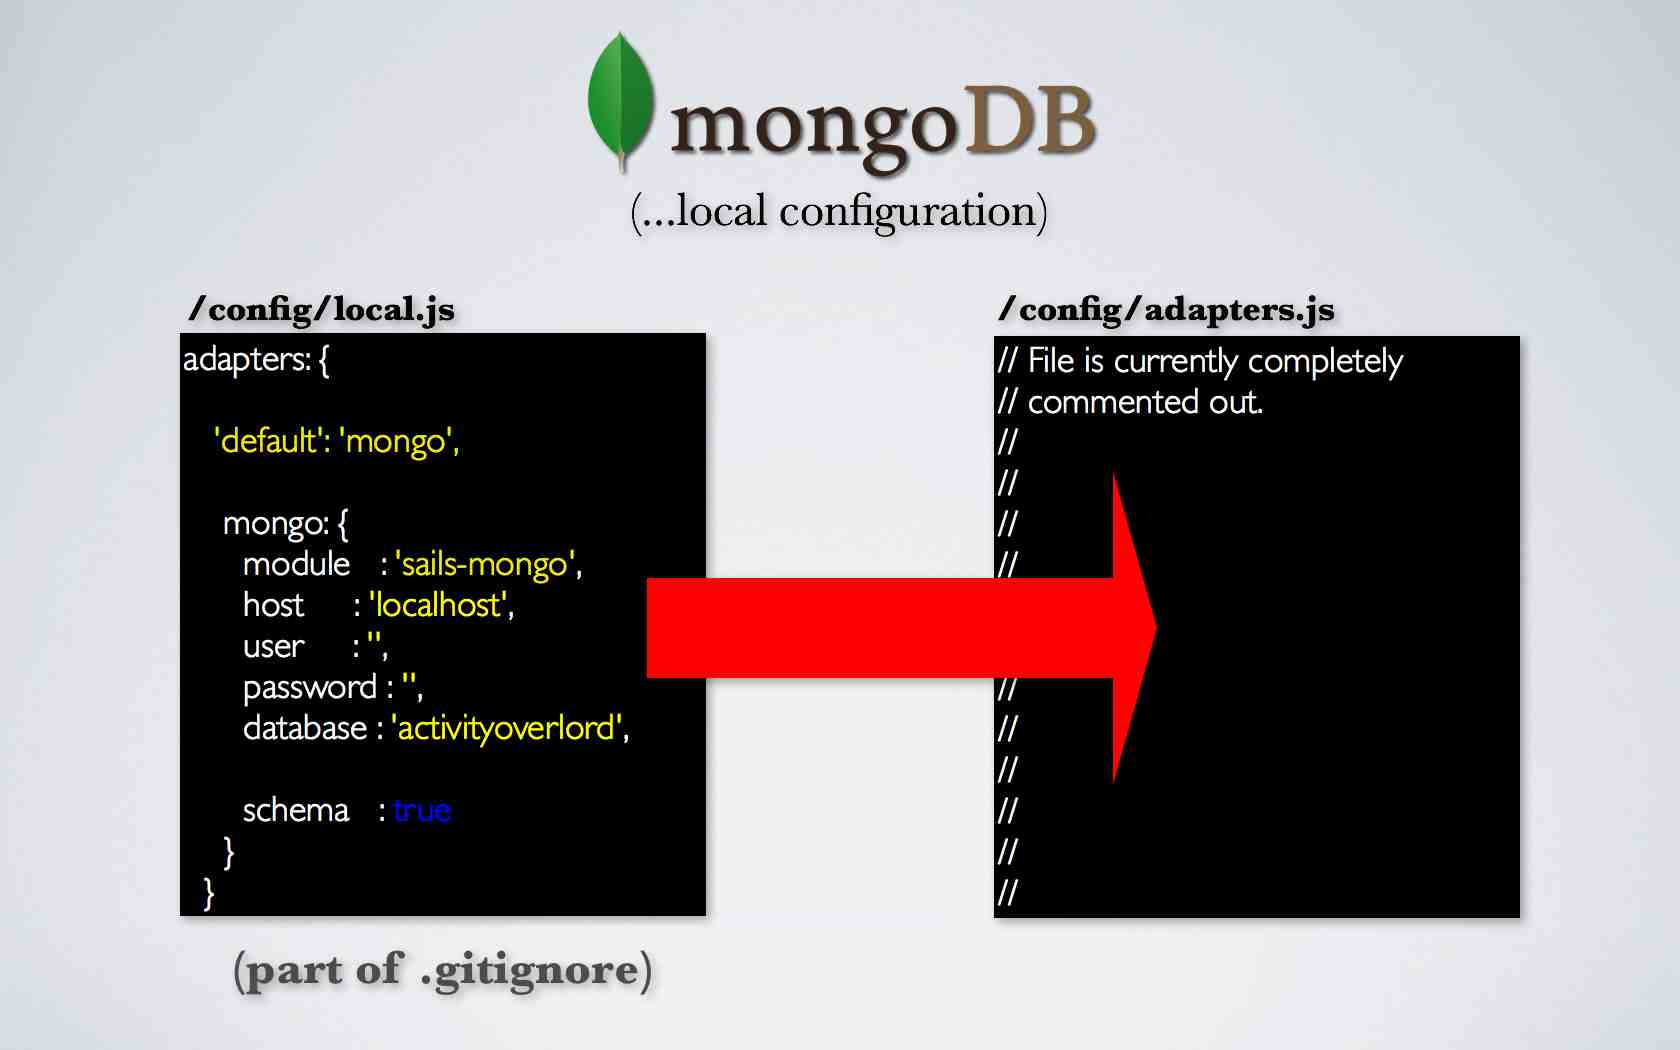 mongoDB
(...local configuration)
/config/local.js
adapters: {
'default': 'mongo',
mongo: {
module : 'sails-mongo',
host : 'localhost',
user : '',
password : '',
database : 'activityoverlord',
schema : true
}
}
(part of .gitignore)
/config/adapters.js
// File is currently completely
// commented out.
//
//
//
//
//
//
//
//
//
//